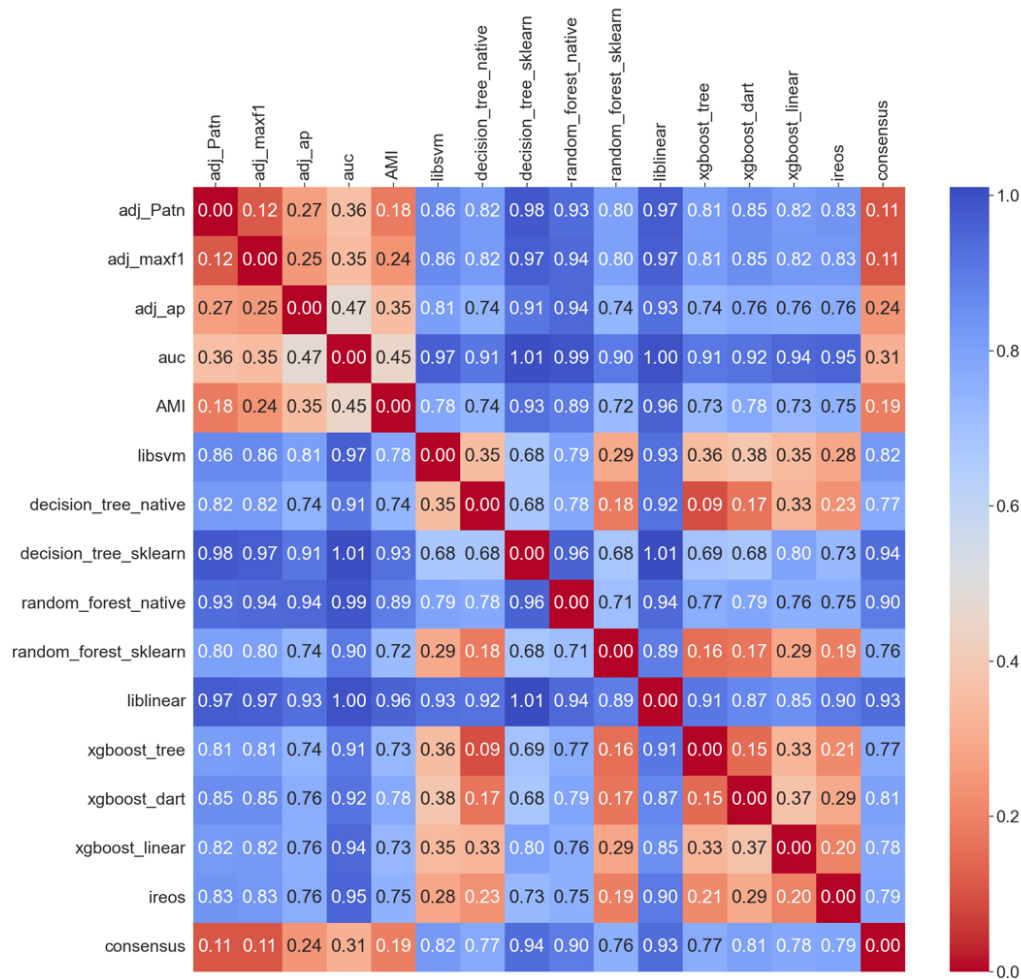 adj_Patn adj_maxf1 adj_ap auc AMI libsvm decision_tree_native decision_tree_sklearn random_forest_native random_forest_sklearn liblinear xgboost_tree xgboost_dart xgboost_linear ireos consensus
adj_Patn 0.00 0.12 0.27 0.36 0.18 0.86 0.82 0.98 0.93 0.80 0.97 0.81 0.85 0.82 0.83 0.11
adj_maxf1 0.12 0.00 0.25 0.35 0.24 0.86 0.82 0.97 0.94 0.80 0.97 0.81 0.85 0.82 0.83 0.11
adj_ap 0.27 0.25 0.00 0.47 0.35 0.81 0.74 0.91 0.94 0.74 0.93 0.74 0.76 0.76 0.76 0.24
auc 0.36 0.35 0.47 0.00 0.45 0.97 0.91 1.01 0.99 0.90 1.00 0.91 0.92 0.94 0.95 0.31
AMI 0.18 0.24 0.35 0.45 0.00 0.78 0.74 0.93 0.89 0.72 0.96 0.73 0.78 0.73 0.75 0.19
libsvm 0.86 0.86 0.81 0.97 0.78 0.00 0.35 0.68 0.79 0.29 0.93 0.36 0.38 0.35 0.28 0.82
decision_tree_native 0.82 0.82 0.74 0.91 0.74 0.35 0.00 0.68 0.78 0.18 0.92 0.09 0.17 0.33 0.23 0.77
decision_tree_sklearn 0.98 0.97 0.91 1.01 0.93 0.68 0.68 0.00 0.96 0.68 1.01 0.69 0.68 0.80 0.73 0.94
random_forest_native 0.93 0.94 0.94 0.99 0.89 0.79 0.78 0.96 0.00 0.71 0.94 0.77 0.79 0.76 0.75 0.90
random_forest_sklearn 0.80 0.80 0.74 0.90 0.72 0.29 0.18 0.68 0.71 0.00 0.89 0.16 0.17 0.29 0.19 0.76
liblinear 0.97 0.97 0.93 1.00 0.96 0.93 0.92 1.01 0.94 0.89 0.00 0.91 0.87 0.85 0.90 0.93
xgboost_tree 0.81 0.81 0.74 0.91 0.73 0.36 0.09 0.69 0.77 0.16 0.91 0.00 0.15 0.33 0.21 0.77
xgboost_dart 0.85 0.85 0.76 0.92 0.78 0.38 0.17 0.68 0.79 0.17 0.87 0.15 0.00 0.37 0.29 0.81
xgboost_linear 0.82 0.82 0.76 0.94 0.73 0.35 0.33 0.80 0.76 0.29 0.85 0.33 0.37 0.00 0.20 0.78
ireos 0.83 0.83 0.76 0.95 0.75 0.28 0.23 0.73 0.75 0.19 0.90 0.21 0.29 0.20 0.00 0.79
consensus 0.11 0.11 0.24 0.31 0.19 0.82 0.77 0.94 0.90 0.76 0.93 0.77 0.81 0.78 0.79 0.00
1.0
0.8
0.6
0.4
0.2
0.0